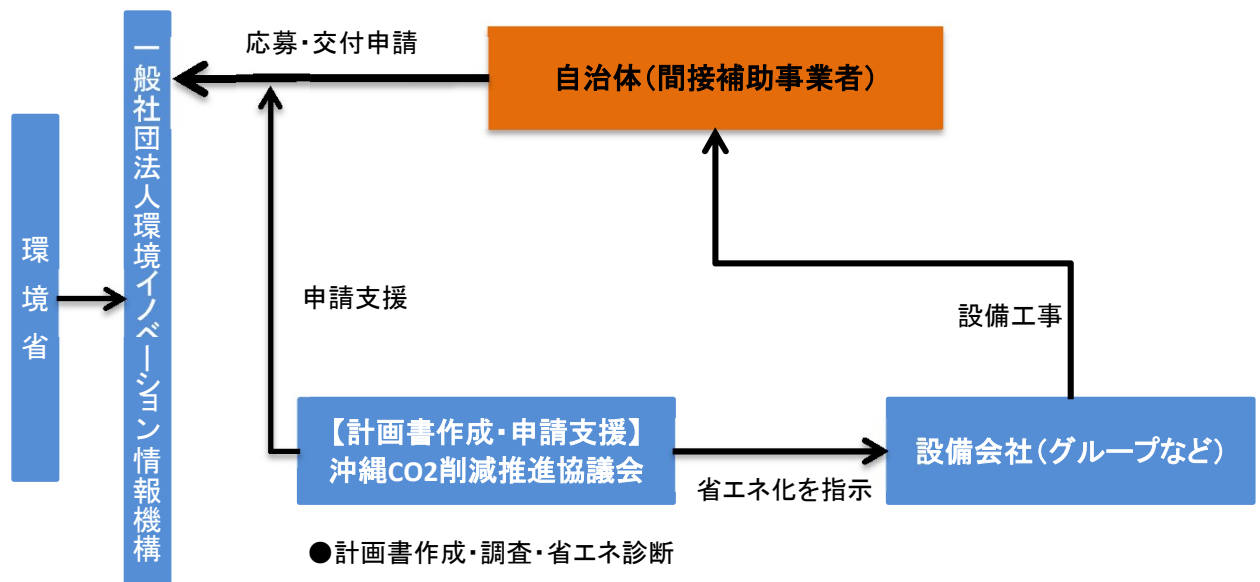 環境省
一般社団法人環境イノベーション情報機構
応募・交付申請
自治体(間接補助事業者)
申請支援
設備工事
【計画書作成・申請支援】
沖縄CO2削減推進協議会
省エネ化を指示
設備会社(グループなど)
●計画書作成・調査・省エネ診断